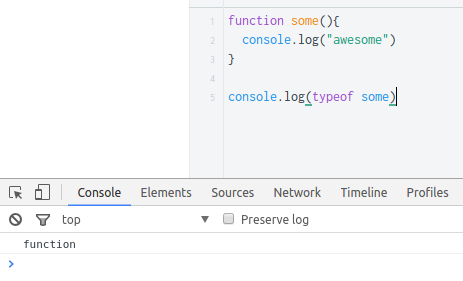 1 function some(){
2 console.log("awesome")
3 }
4
5 console.log(typeof some)
Console Elements Sources Network Timeline Profiles
top Preserve log
function
>